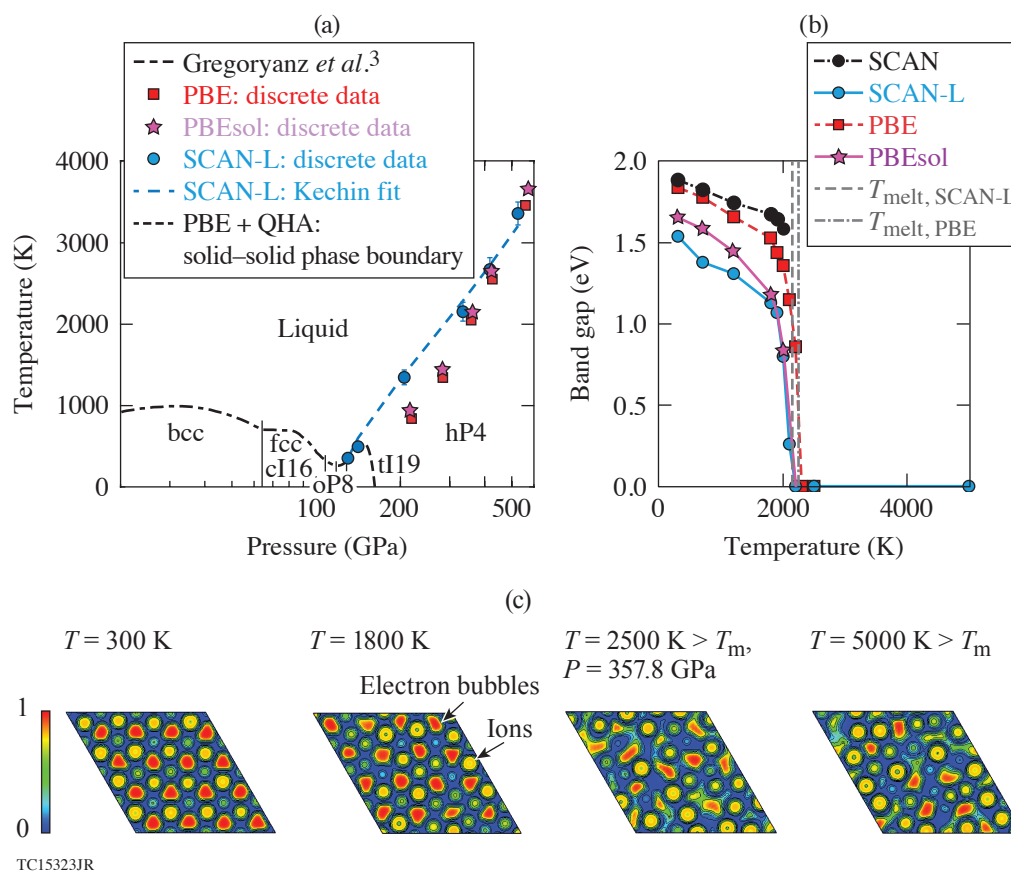 (a)
Gregoryanz et al.3
PBE: discrete data
PBEsol: discrete data
SCAN-L: discrete data
SCAN-L: Kechin fit
PBE + QHA:
solid–solid phase boundary
Temperature (K)
4000
3000
2000
1000
0
Liquid
bcc
fcc
cI16
oP8
tI19
hP4
100
200
500
Pressure (GPa)
(b)
SCAN
SCAN-L
PBE
PBEsol
Tmelt, SCAN-L
Tmelt, PBE
Band gap (eV)
2.0
1.5
1.0
0.5
0.0
0
2000
4000
Temperature (K)
(c)
T = 300 K
T = 1800 K
T = 2500 K > Tm,
P = 357.8 GPa
T = 5000 K > Tm
Electron bubbles
Ions
1
0
TC15323JR